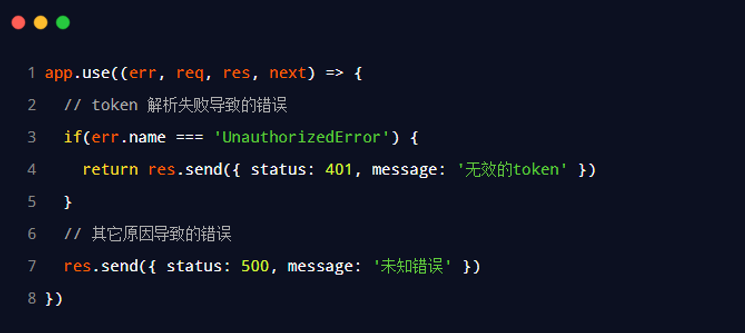 1 app.use((err, req, res, next) => {
2 // token 解析失败导致的错误
3 if(err.name === 'UnauthorizedError') {
4 return res.send({ status: 401, message: '无效的token' })
5 }
6 // 其它原因导致的错误
7 res.send({ status: 500, message: '未知错误' })
8 })